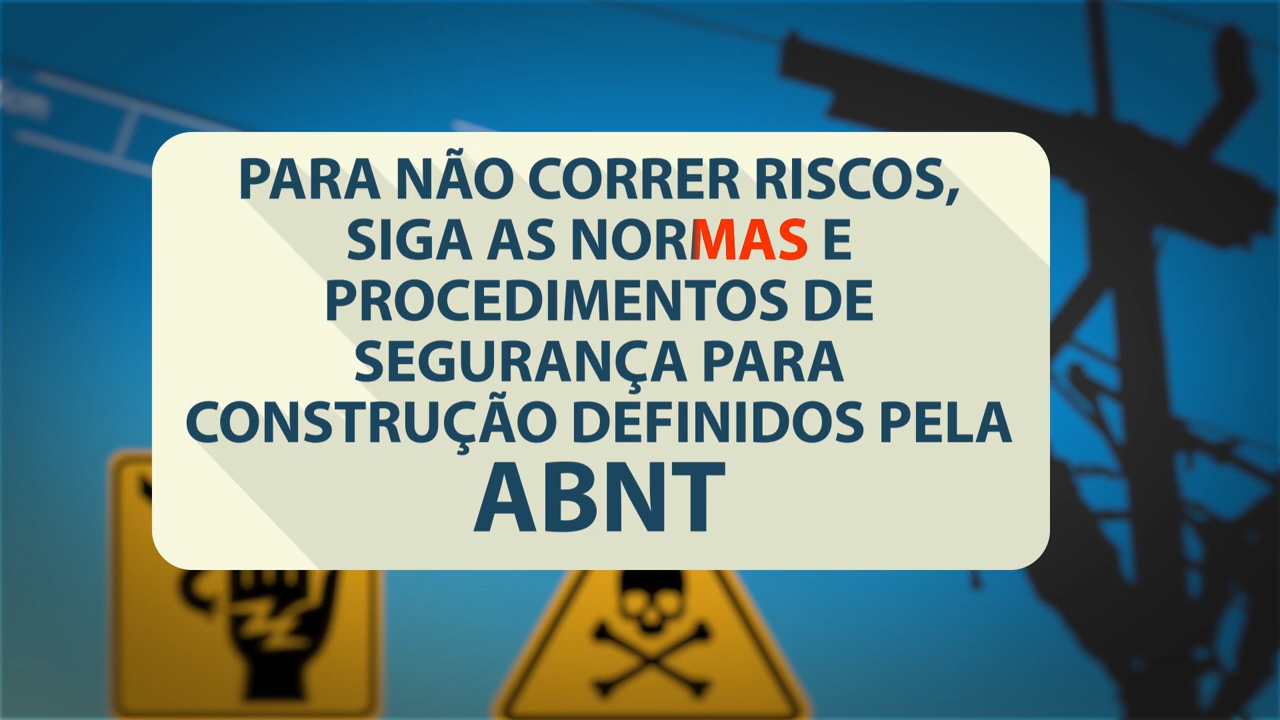 PARA NÃO CORRER RISCOS,
SIGA AS NORMAS E
PROCEDIMENTOS DE
SEGURANÇA PARA
CONSTRUÇÃO DEFINIDOS PELA
ABNT